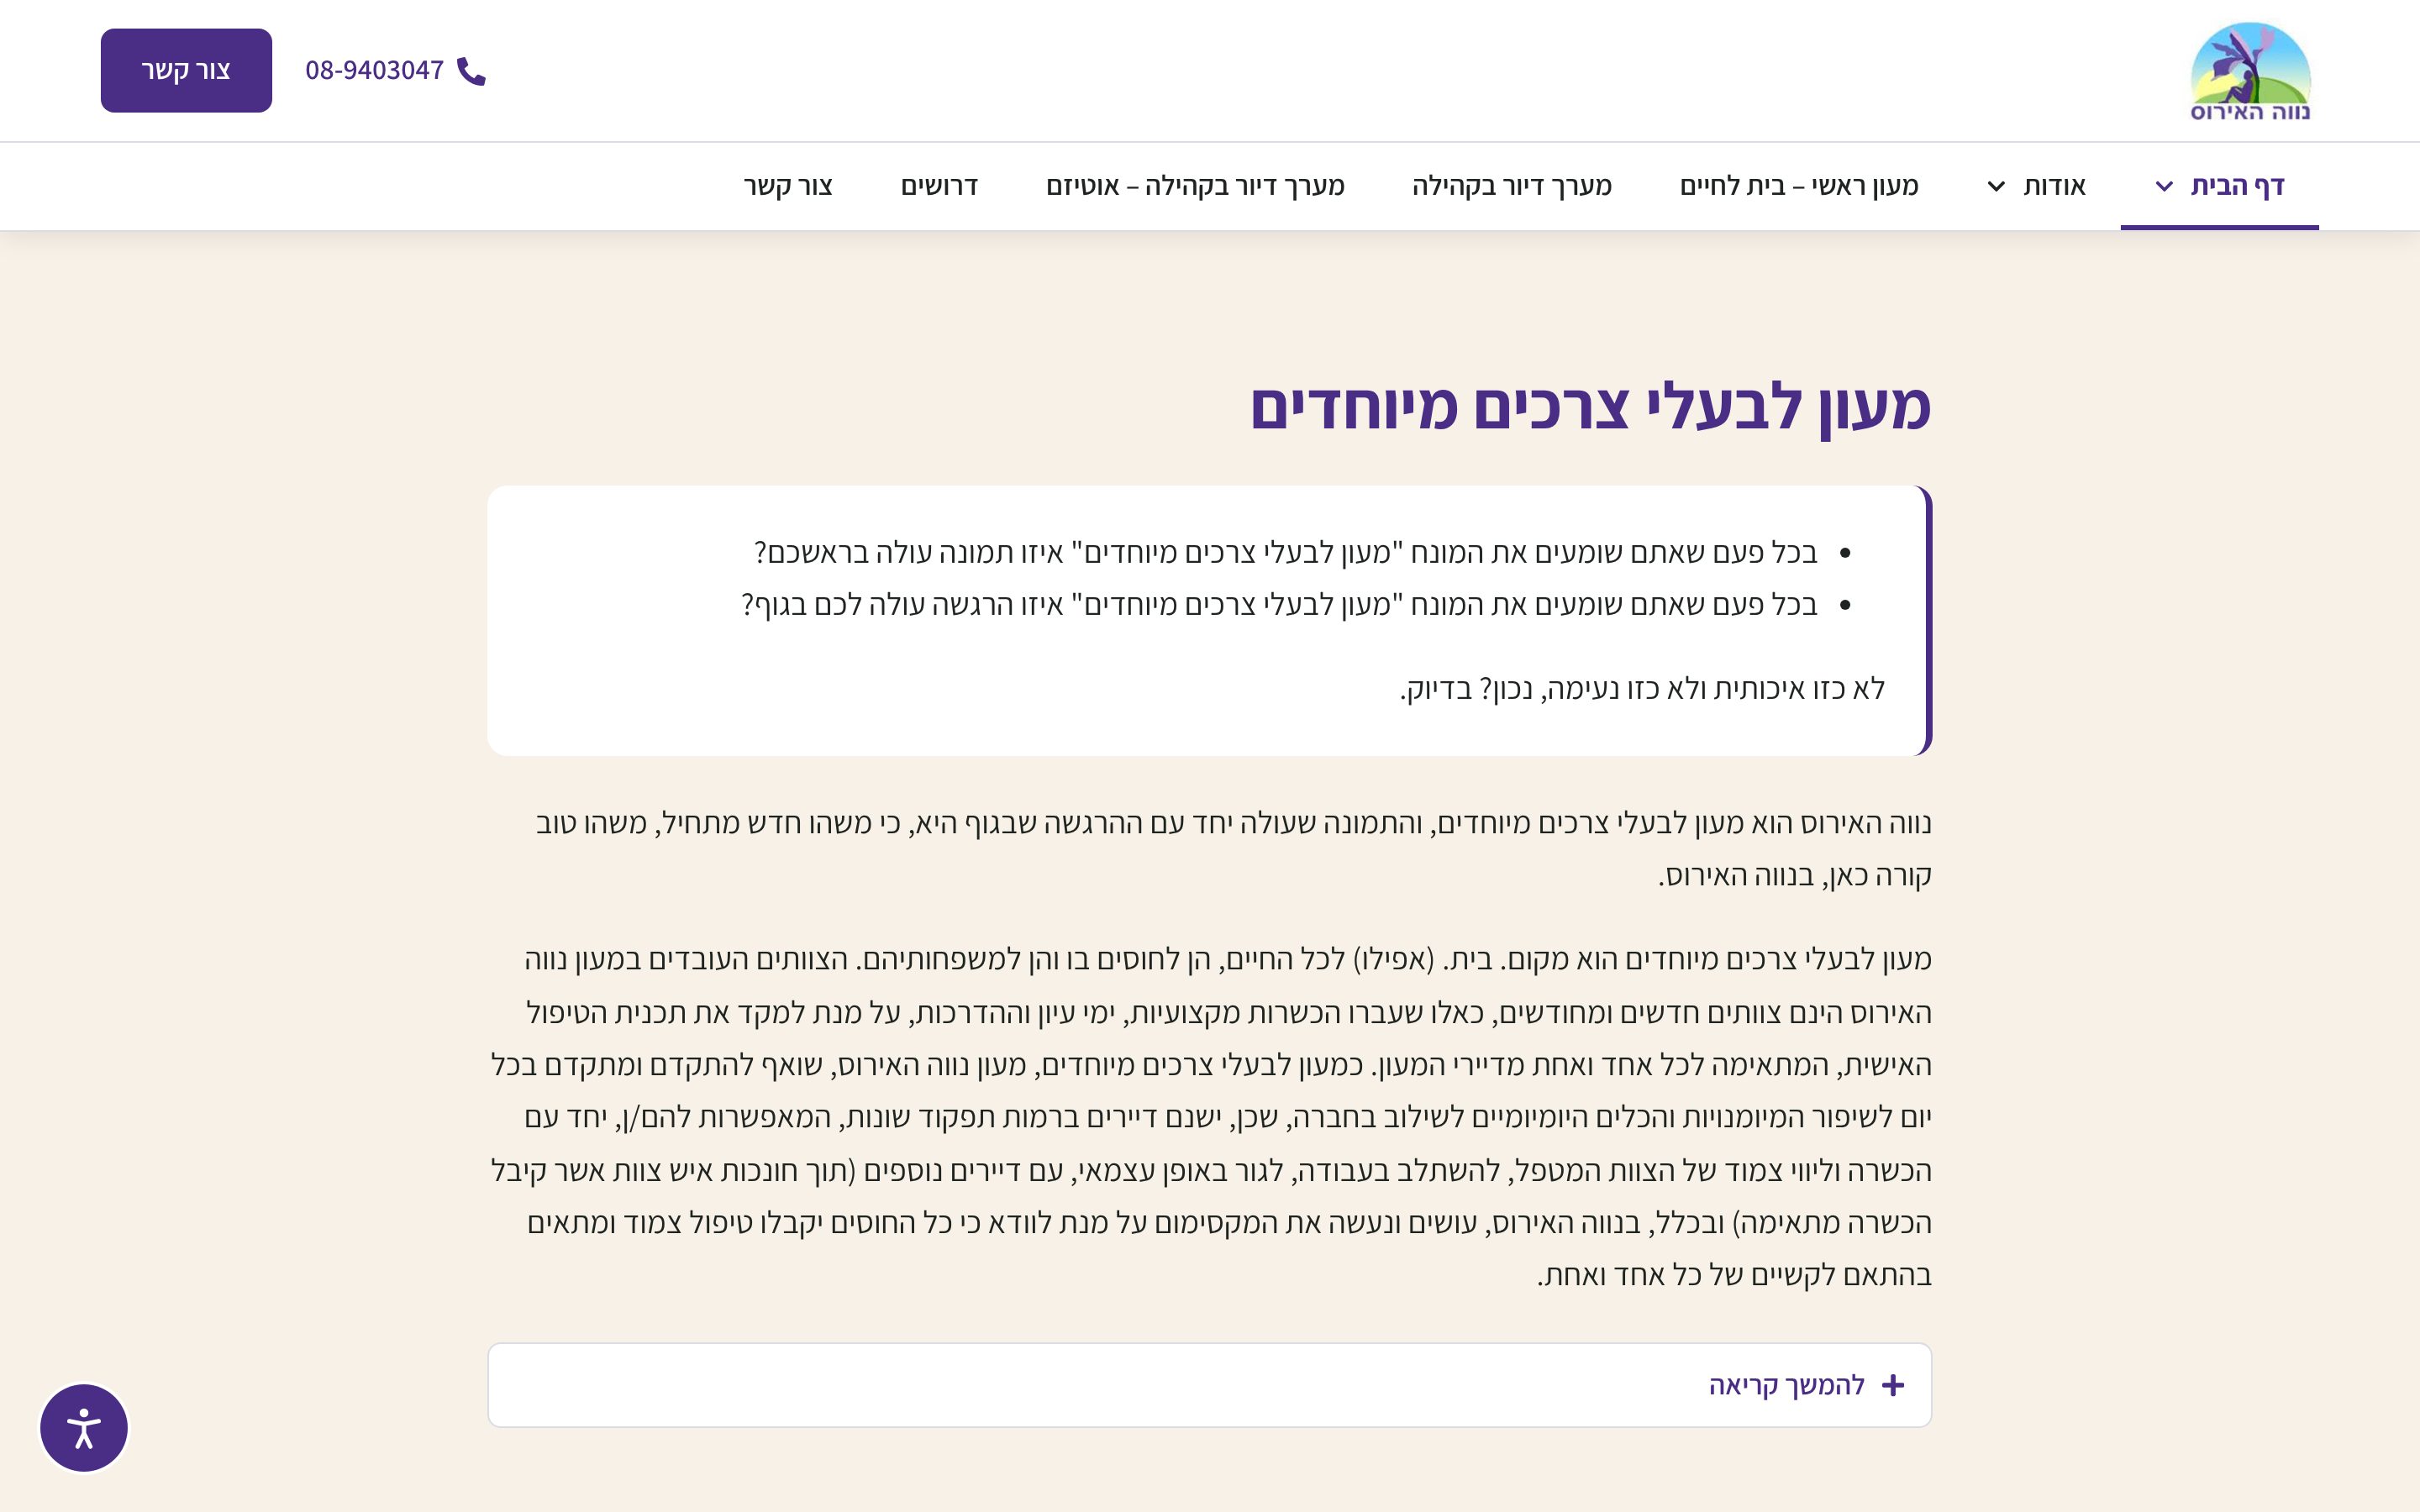 נווה האירוס
08-9403047
צור קשר
דף הבית
אודות
מעון ראשי – בית לחיים
מערך דיור בקהילה
מערך דיור בקהילה – אוטיזם
דרושים
צור קשר
מעון לבעלי צרכים מיוחדים
• בכל פעם שאתם שומעים את המונח "מעון לבעלי צרכים מיוחדים" איזו תמונה עולה בראשכם?
• בכל פעם שאתם שומעים את המונח "מעון לבעלי צרכים מיוחדים" איזו הרגשה עולה לכם בגוף?
לא כזו איכותית ולא כזו נעימה, נכון? בדיוק.
נווה האירוס הוא מעון לבעלי צרכים מיוחדים, והתמונה שעולה יחד עם ההרגשה שבגוף היא, כי משהו חדש מתחיל, משהו טוב
קורה כאן, בנווה האירוס.
מעון לבעלי צרכים מיוחדים הוא מקום. בית. (אפילו) לכל החיים, הן לחוסים בו והן למשפחותיהם. הצוותים העובדים במעון נווה
האירוס הינם צוותים חדשים ומחודשים, כאלו שעברו הכשרות מקצועיות, ימי עיון וההדרכות, על מנת למקד את תכנית הטיפול
האישית, המתאימה לכל אחד ואחת מדיירי המעון. כמעון לבעלי צרכים מיוחדים, מעון נווה האירוס, שואף להתקדם ומתקדם בכל
יום לשיפור המיומנויות והכלים היומיומיים לשילוב בחברה, שכן, ישנם דיירים ברמות תפקוד שונות, המאפשרות להם/ן, יחד עם
הכשרה וליווי צמוד של הצוות המטפל, להשתלב בעבודה, לגור באופן עצמאי, עם דיירים נוספים (תוך חונכות איש צוות אשר קיבל
הכשרה מתאימה) ובכלל, בנווה האירוס, עושים ונעשה את המקסימום על מנת לוודא כי כל החוסים יקבלו טיפול צמוד ומתאים
בהתאם לקשיים של כל אחד ואחת.
להמשך קריאה